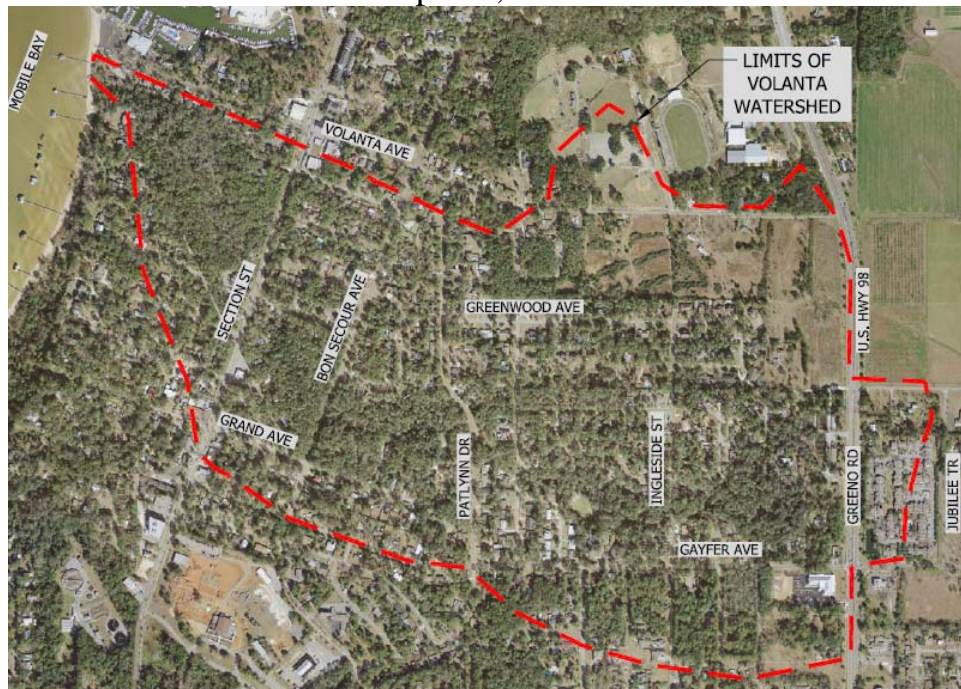 LIMITS OF
VOLANTA
WATERSHED
MOBILE BAY
VOLANTA AVE
SECTION ST
BON SECOUR AVE
GREENWOOD AVE
U.S. HWY 98
GRAND AVE
PATLYNN DR
INGLESIDE ST
GREENO RD
JUBILEE TR
GAYFER AVE